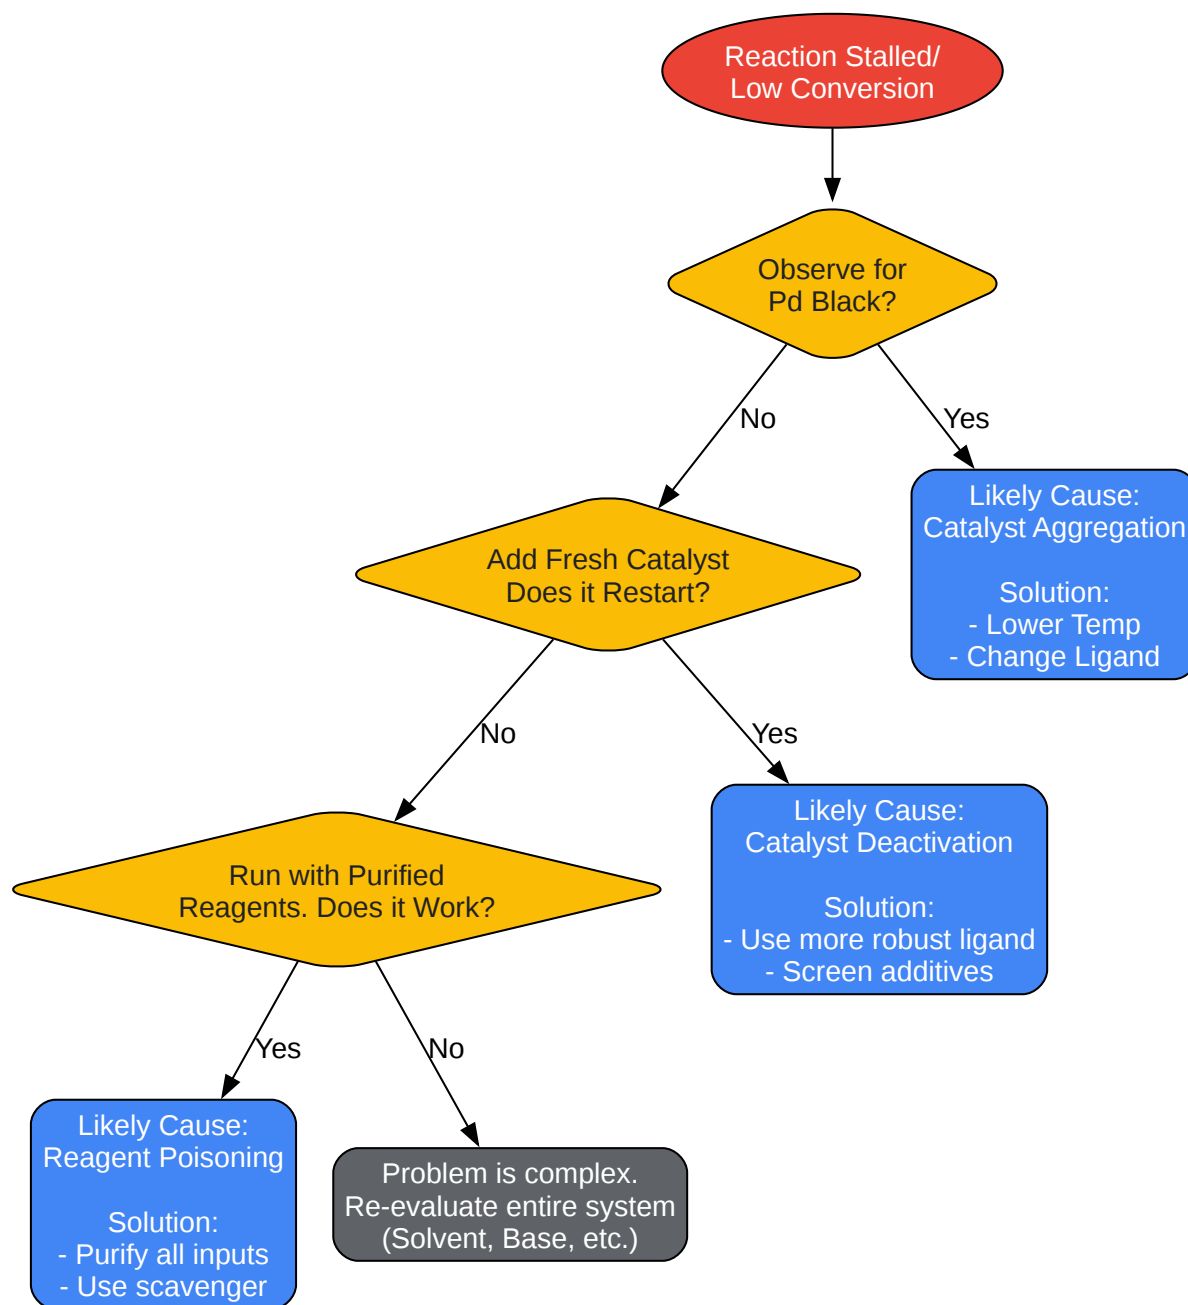 Reaction Stalled/
Low Conversion
Observe for
Pd Black?
No
Yes
Likely Cause:
Catalyst Aggregation
Solution:
- Lower Temp
- Change Ligand
Add Fresh Catalyst
Does it Restart?
No
Yes
Likely Cause:
Catalyst Deactivation
Solution:
- Use more robust ligand
- Screen additives
Run with Purified
Reagents. Does it Work?
Yes
No
Likely Cause:
Reagent Poisoning
Solution:
- Purify all inputs
- Use scavenger
Problem is complex.
Re-evaluate entire system
(Solvent, Base, etc.)